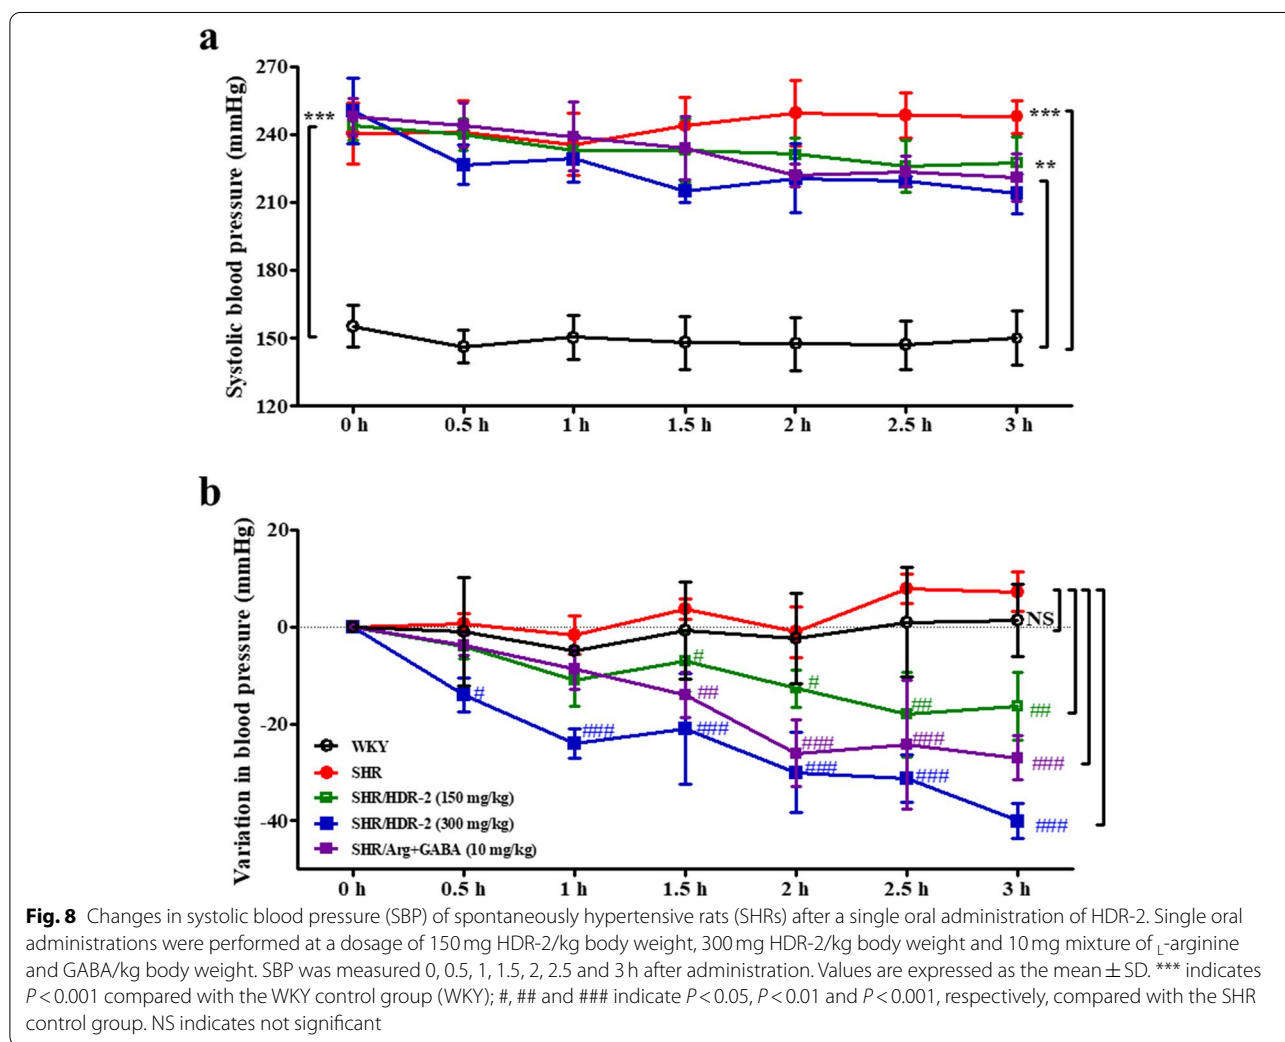 a
Systolic blood pressure (mmHg)
270
240
210
180
150
120
***
***
**
0 h 0.5 h 1 h 1.5 h 2 h 2.5 h 3 h
b
Variation in blood pressure (mmHg)
20
0
-20
-40
NS
#
#
##
##
#
###
##
###
###
###
###
###
###
###
WKY
SHR
SHR/HDR-2 (150 mg/kg)
SHR/HDR-2 (300 mg/kg)
SHR/Arg+GABA (10 mg/kg)
0 h 0.5 h 1 h 1.5 h 2 h 2.5 h 3 h
Fig. 8 Changes in systolic blood pressure (SBP) of spontaneously hypertensive rats (SHRs) after a single oral administration of HDR-2. Single oral
administrations were performed at a dosage of 150 mg HDR-2/kg body weight, 300 mg HDR-2/kg body weight and 10 mg mixture of L-arginine
and GABA/kg body weight. SBP was measured 0, 0.5, 1, 1.5, 2, 2.5 and 3 h after administration. Values are expressed as the mean ± SD. *** indicates
P < 0.001 compared with the WKY control group (WKY); #, ## and ### indicate P < 0.05, P < 0.01 and P < 0.001, respectively, compared with the SHR
control group. NS indicates not significant